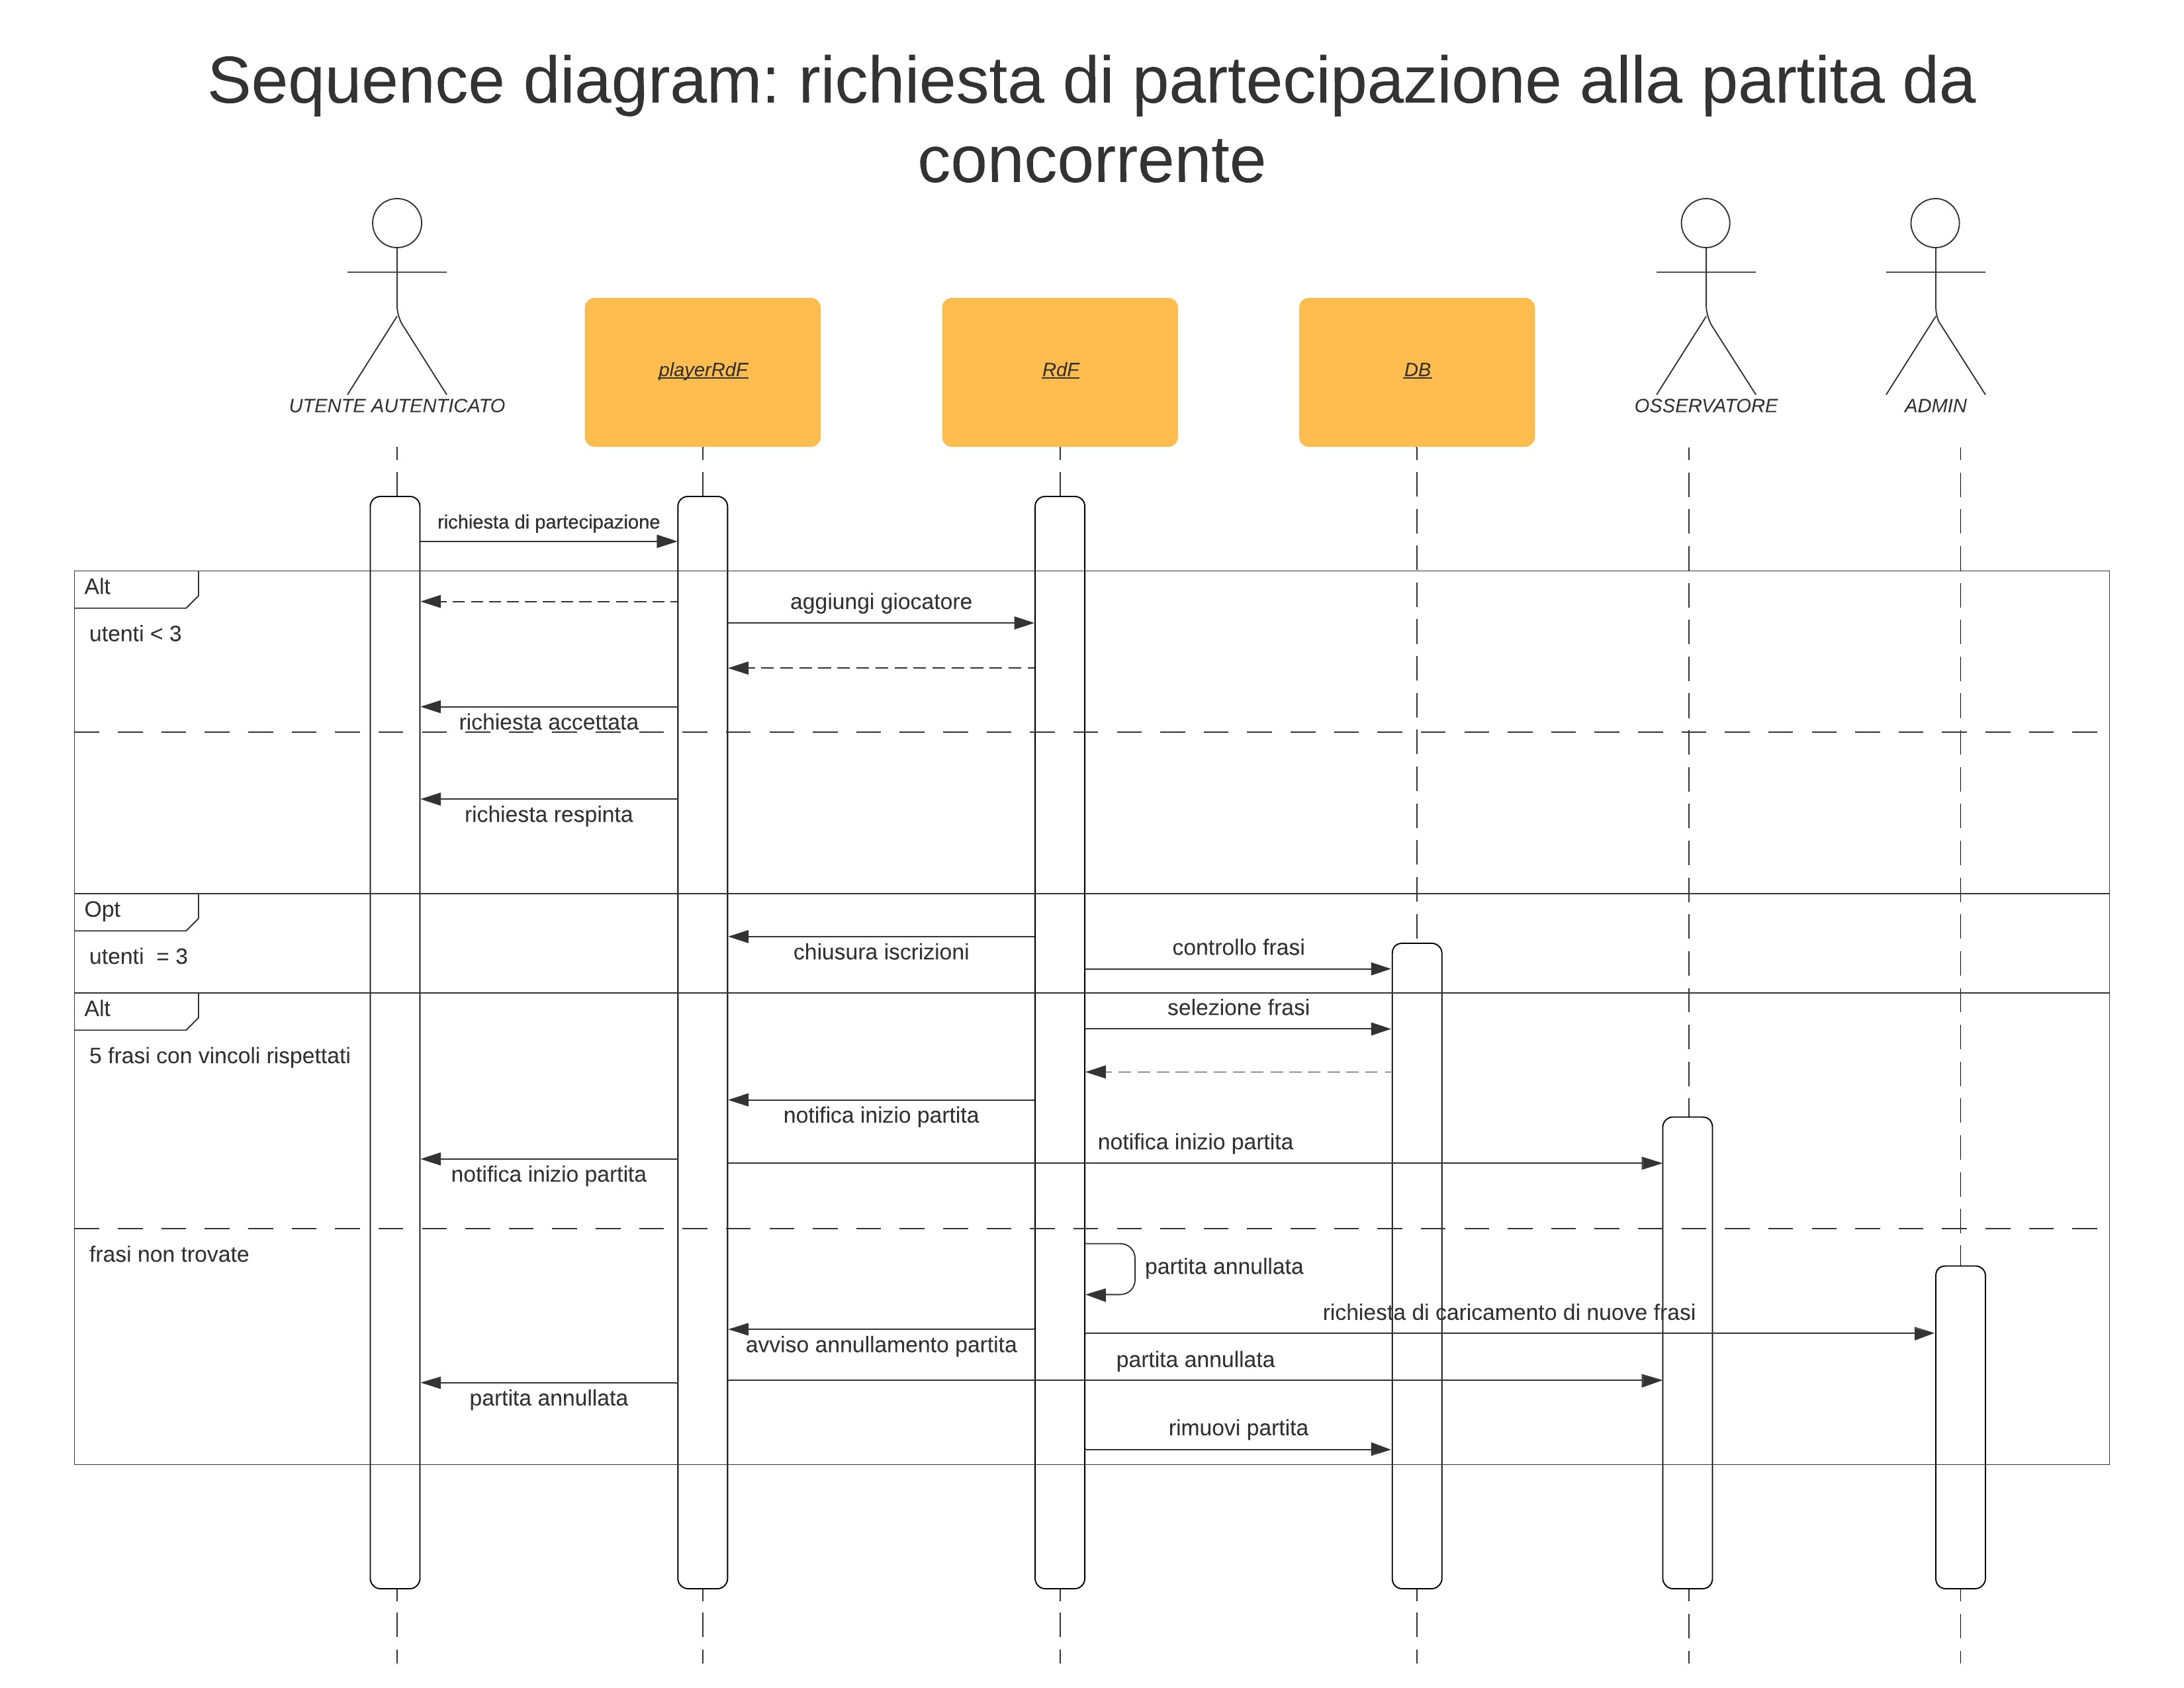 Sequence diagram: richiesta di partecipazione alla partita da
concorrente
UTENTE AUTENTICATO
playerRdF
RdF
DB
OSSERVATORE
ADMIN
richiesta di partecipazione
Alt
utenti < 3
aggiungi giocatore
richiesta accettata
richiesta respinta
Opt
utenti = 3
chiusura iscrizioni
controllo frasi
Alt
selezione frasi
5 frasi con vincoli rispettati
notifica inizio partita
notifica inizio partita
notifica inizio partita
frasi non trovate
partita annullata
richiesta di caricamento di nuove frasi
avviso annullamento partita
partita annullata
partita annullata
rimuovi partita